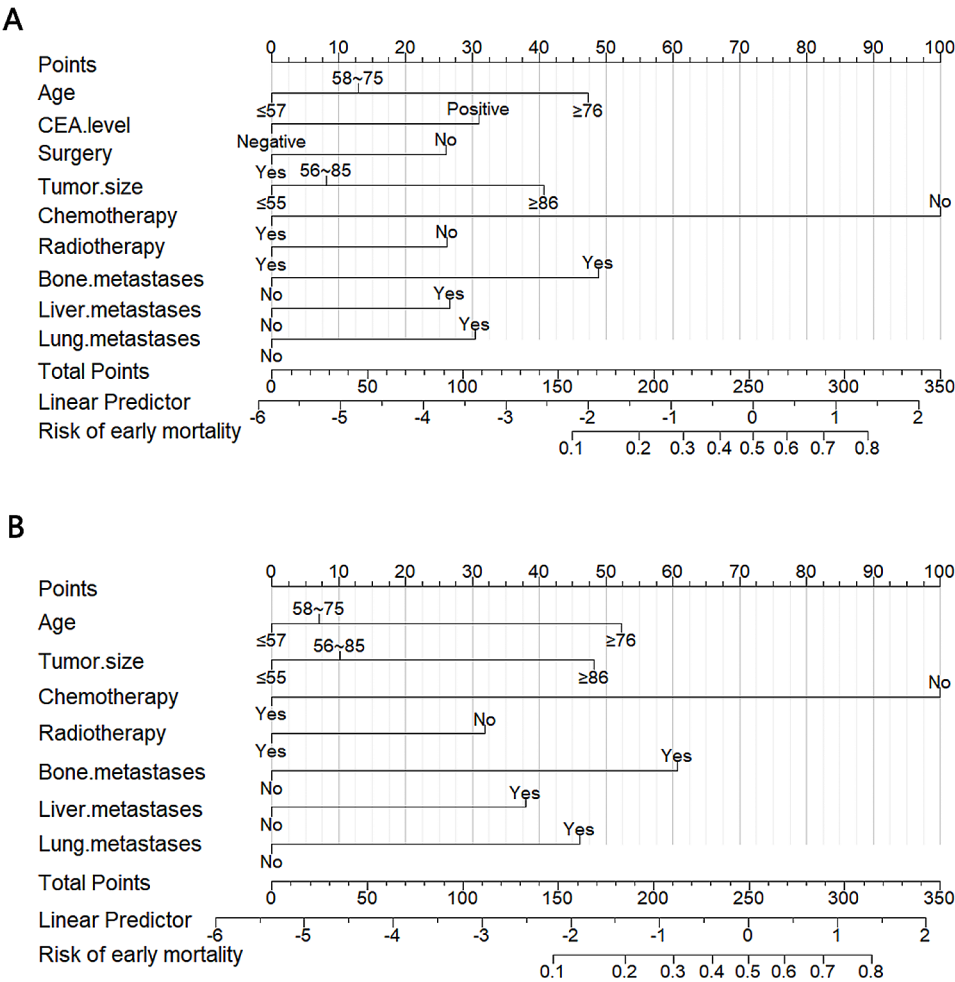 A
0 10 20 30 40 50 60 70 80 90 100
Points
58~75
Age
≤57 ≥76
Positive
CEA.level
Negative No
Surgery
Yes 56~85
Tumor.size
≤55 ≥86 No
Chemotherapy
Yes No
Radiotherapy
Yes Yes
Bone.metastases
No Yes
Liver.metastases
No Yes
Lung.metastases
No
Total Points
0 50 100 150 200 250 300 350
Linear Predictor
-6 -5 -4 -3 -2 -1 0 1 2
Risk of early mortality
0.1 0.2 0.3 0.4 0.5 0.6 0.7 0.8
B
0 10 20 30 40 50 60 70 80 90 100
Points
58~75
Age
≤57 ≥76
56~85
Tumor.size
≤55 ≥86 No
Chemotherapy
Yes No
Radiotherapy
Yes Yes
Bone.metastases
No Yes
Liver.metastases
No Yes
Lung.metastases
No
Total Points
0 50 100 150 200 250 300 350
Linear Predictor
-6 -5 -4 -3 -2 -1 0 1 2
Risk of early mortality
0.1 0.2 0.3 0.4 0.5 0.6 0.7 0.8